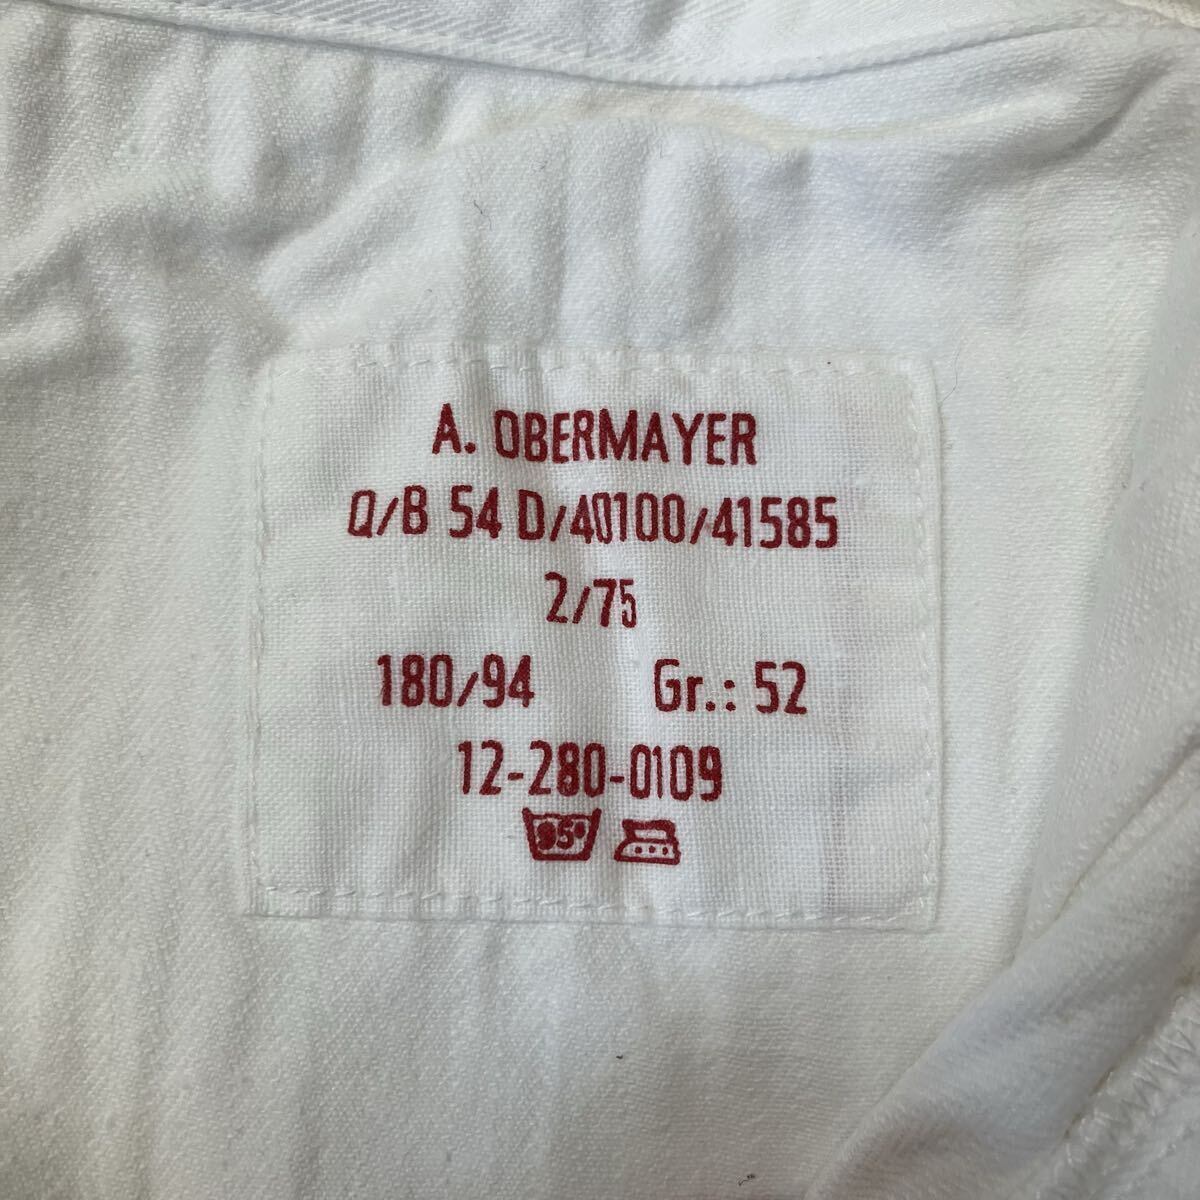 A. OBERMAYER
Q/B 54 D/40100/41585
2/75
180/94 Gr.: 52
12-280-0109
95°